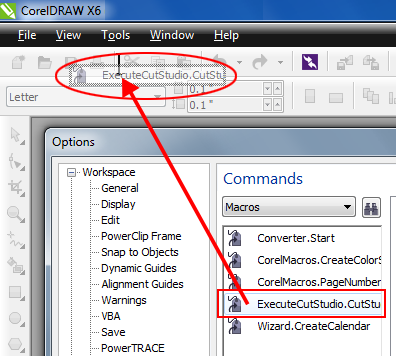 CorelDRAW X6
File View Tools Window Help
ExecuteCutStudio.CutStu
Letter
0.1 "
Options
Workspace
General
Display
Edit
PowerClip Frame
Snap to Objects
Dynamic Guides
Alignment Guides
Warnings
VBA
Save
PowerTRACE
Commands
Macros
Converter.Start
CorelMacros.CreateColorS
CorelMacros.PageNumber
ExecuteCutStudio.CutStu
Wizard.CreateCalendar